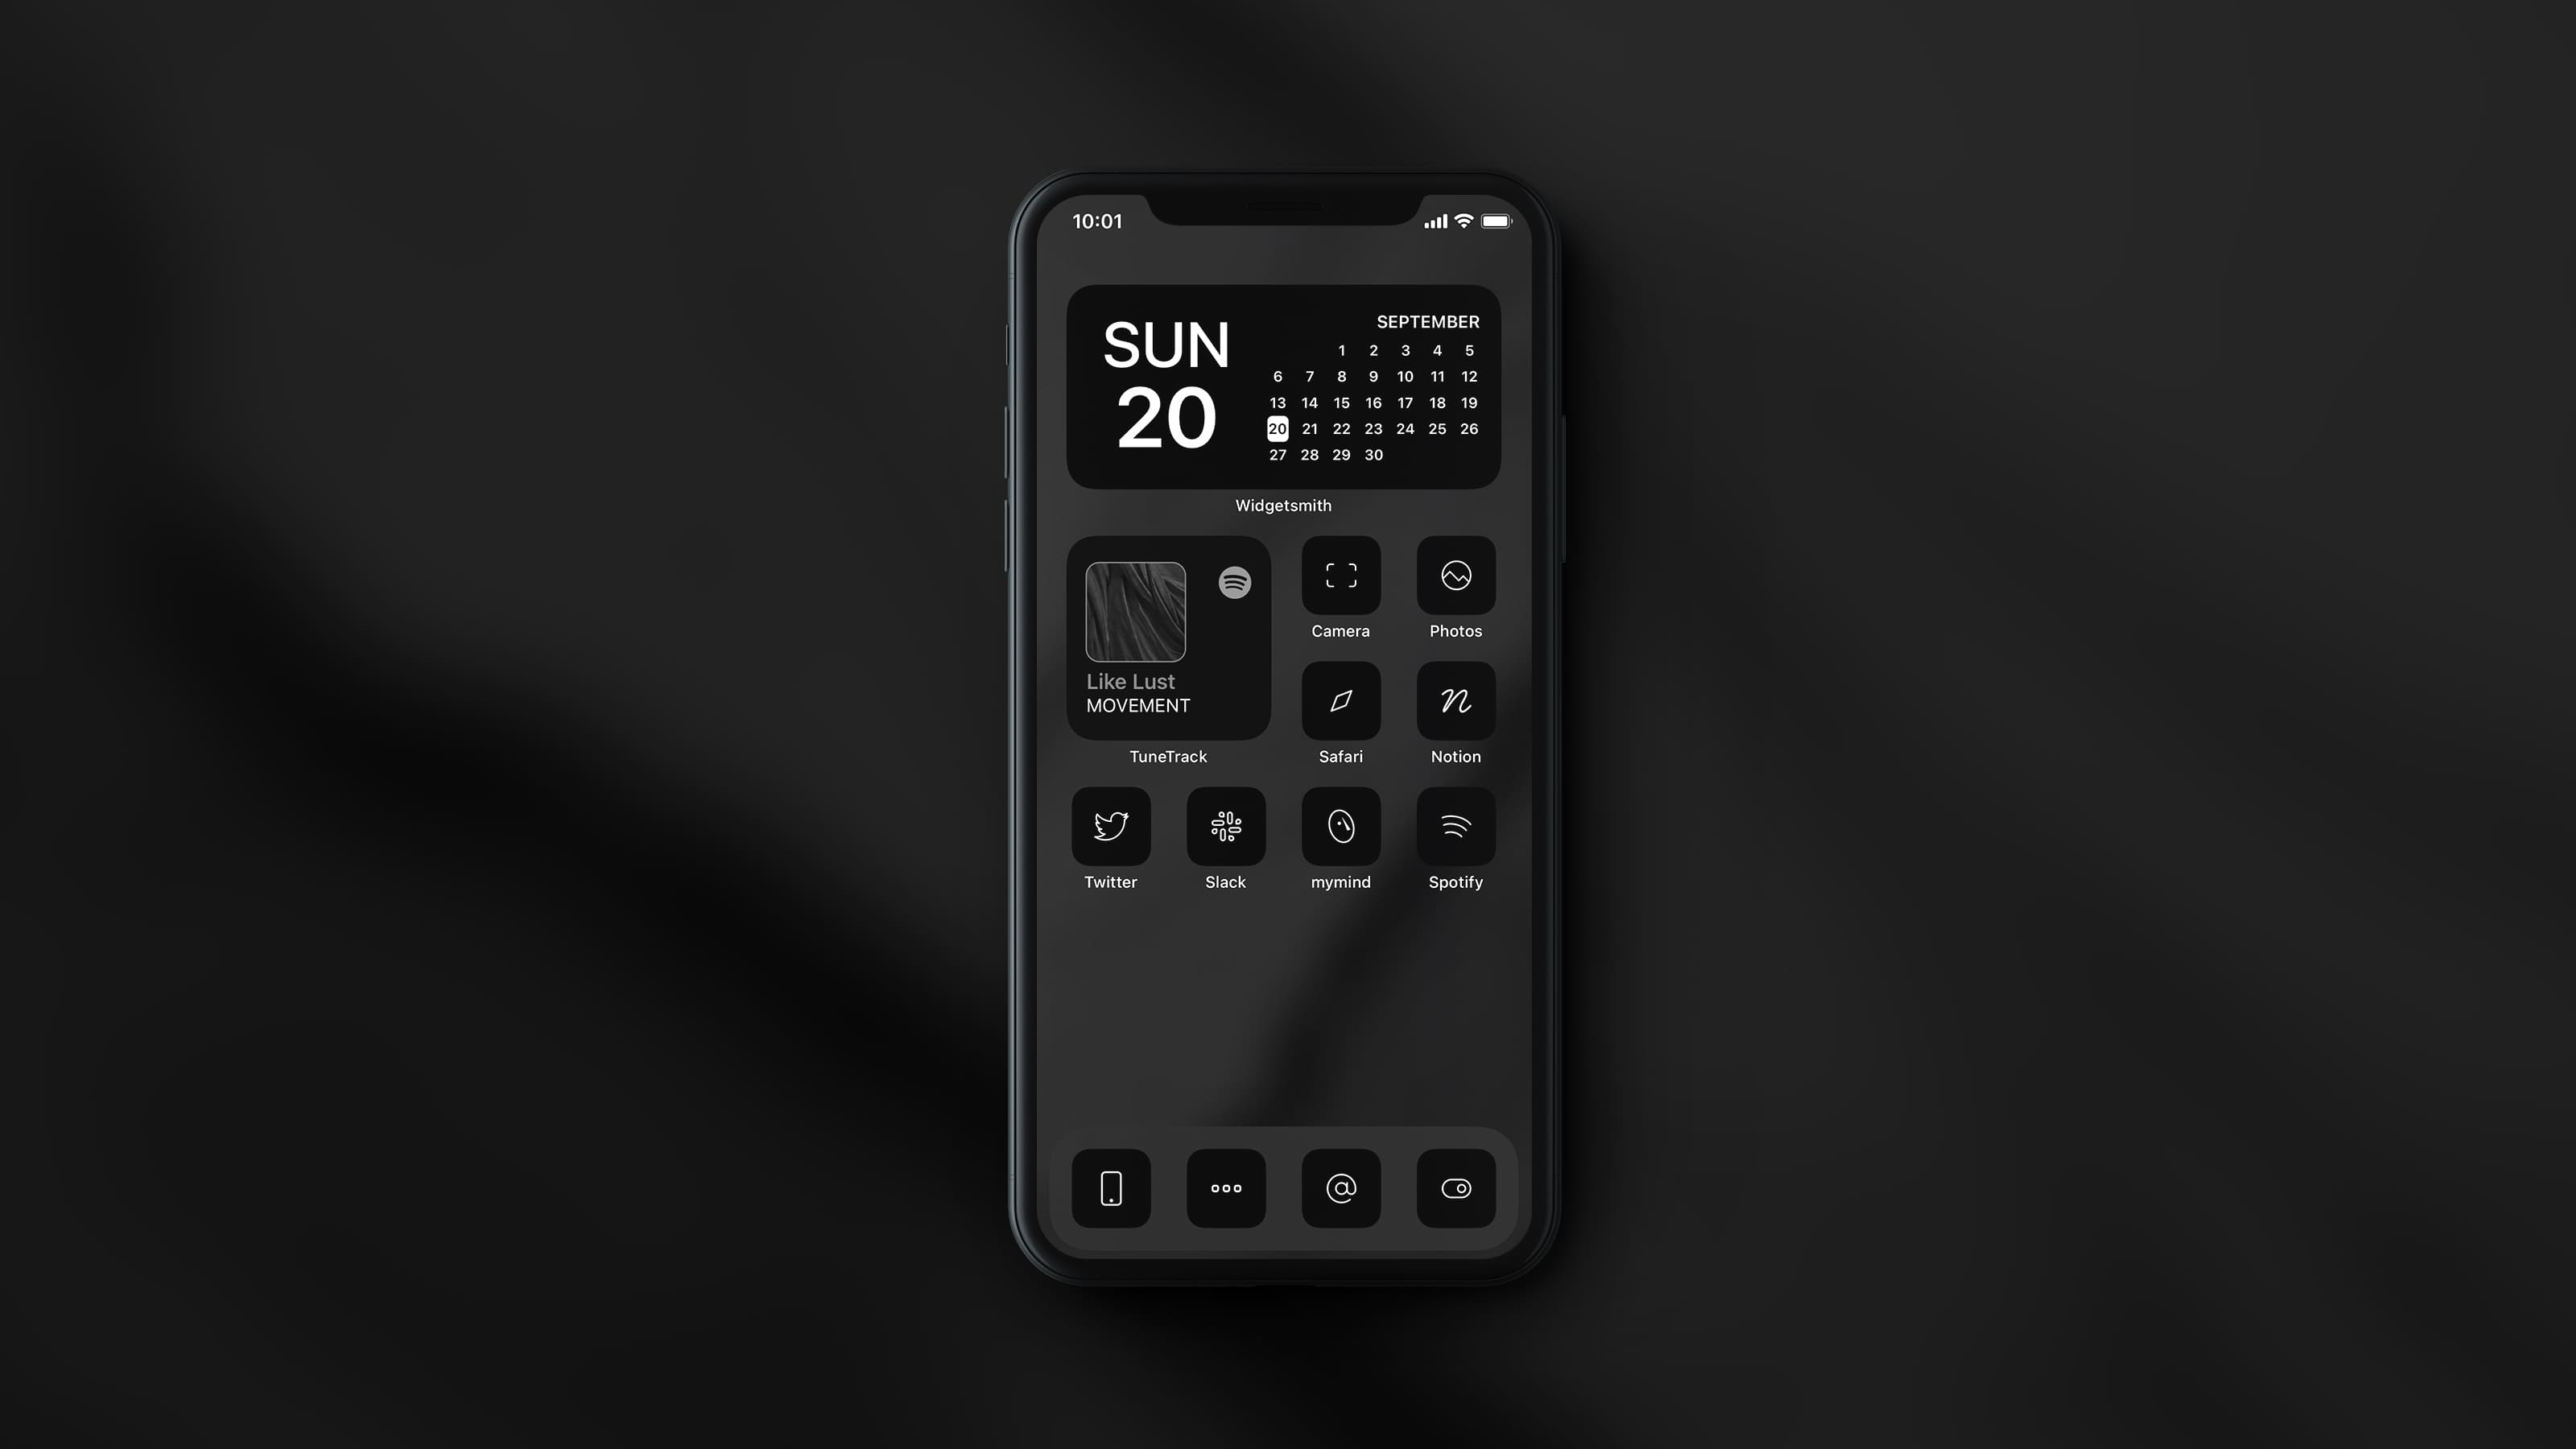 10:01
SUN
20
SEPTEMBER
1 2 3 4 5
6 7 8 9 10 11 12
13 14 15 16 17 18 19
20 21 22 23 24 25 26
27 28 29 30
Widgetsmith
Like Lust
MOVEMENT
TuneTrack
Camera
Photos
Safari
Notion
Twitter
Slack
mymind
Spotify